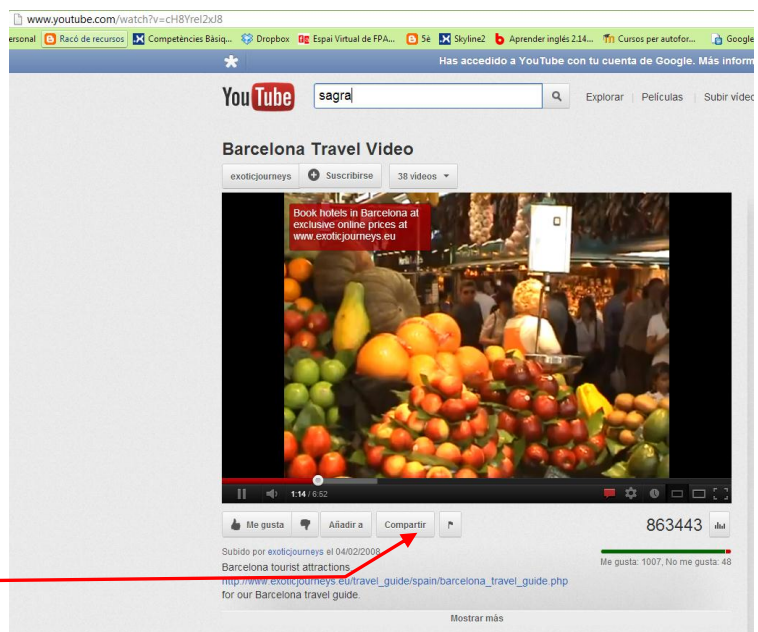 www.youtube.com/watch?v=cH8YreI2xJ8
ersonal Racó de recursos Competències Bàsiq... Dropbox Espai Virtual de FPA... 5è Skyline2 Aprender inglés 2.14... Cursos per autofor... Google
Has accedido a YouTube con tu cuenta de Google. Más inform
YouTube sagra Explorar Películas Subir vídeo
Barcelona Travel Video
exoticjourneys Suscribirse 38 videos
Book hotels in Barcelona at
exclusive online prices at
www.exoticjourneys.eu
1:14 / 6:52
Me gusta Añadir a Compartir 863443
Subido por exoticjourneys el 04/02/2008
Me gusta: 1007, No me gusta: 48
Barcelona tourist attractions
http://www.exoticjourneys.eu/travel_guide/spain/barcelona_travel_guide.php
for our Barcelona travel guide.
Mostrar más